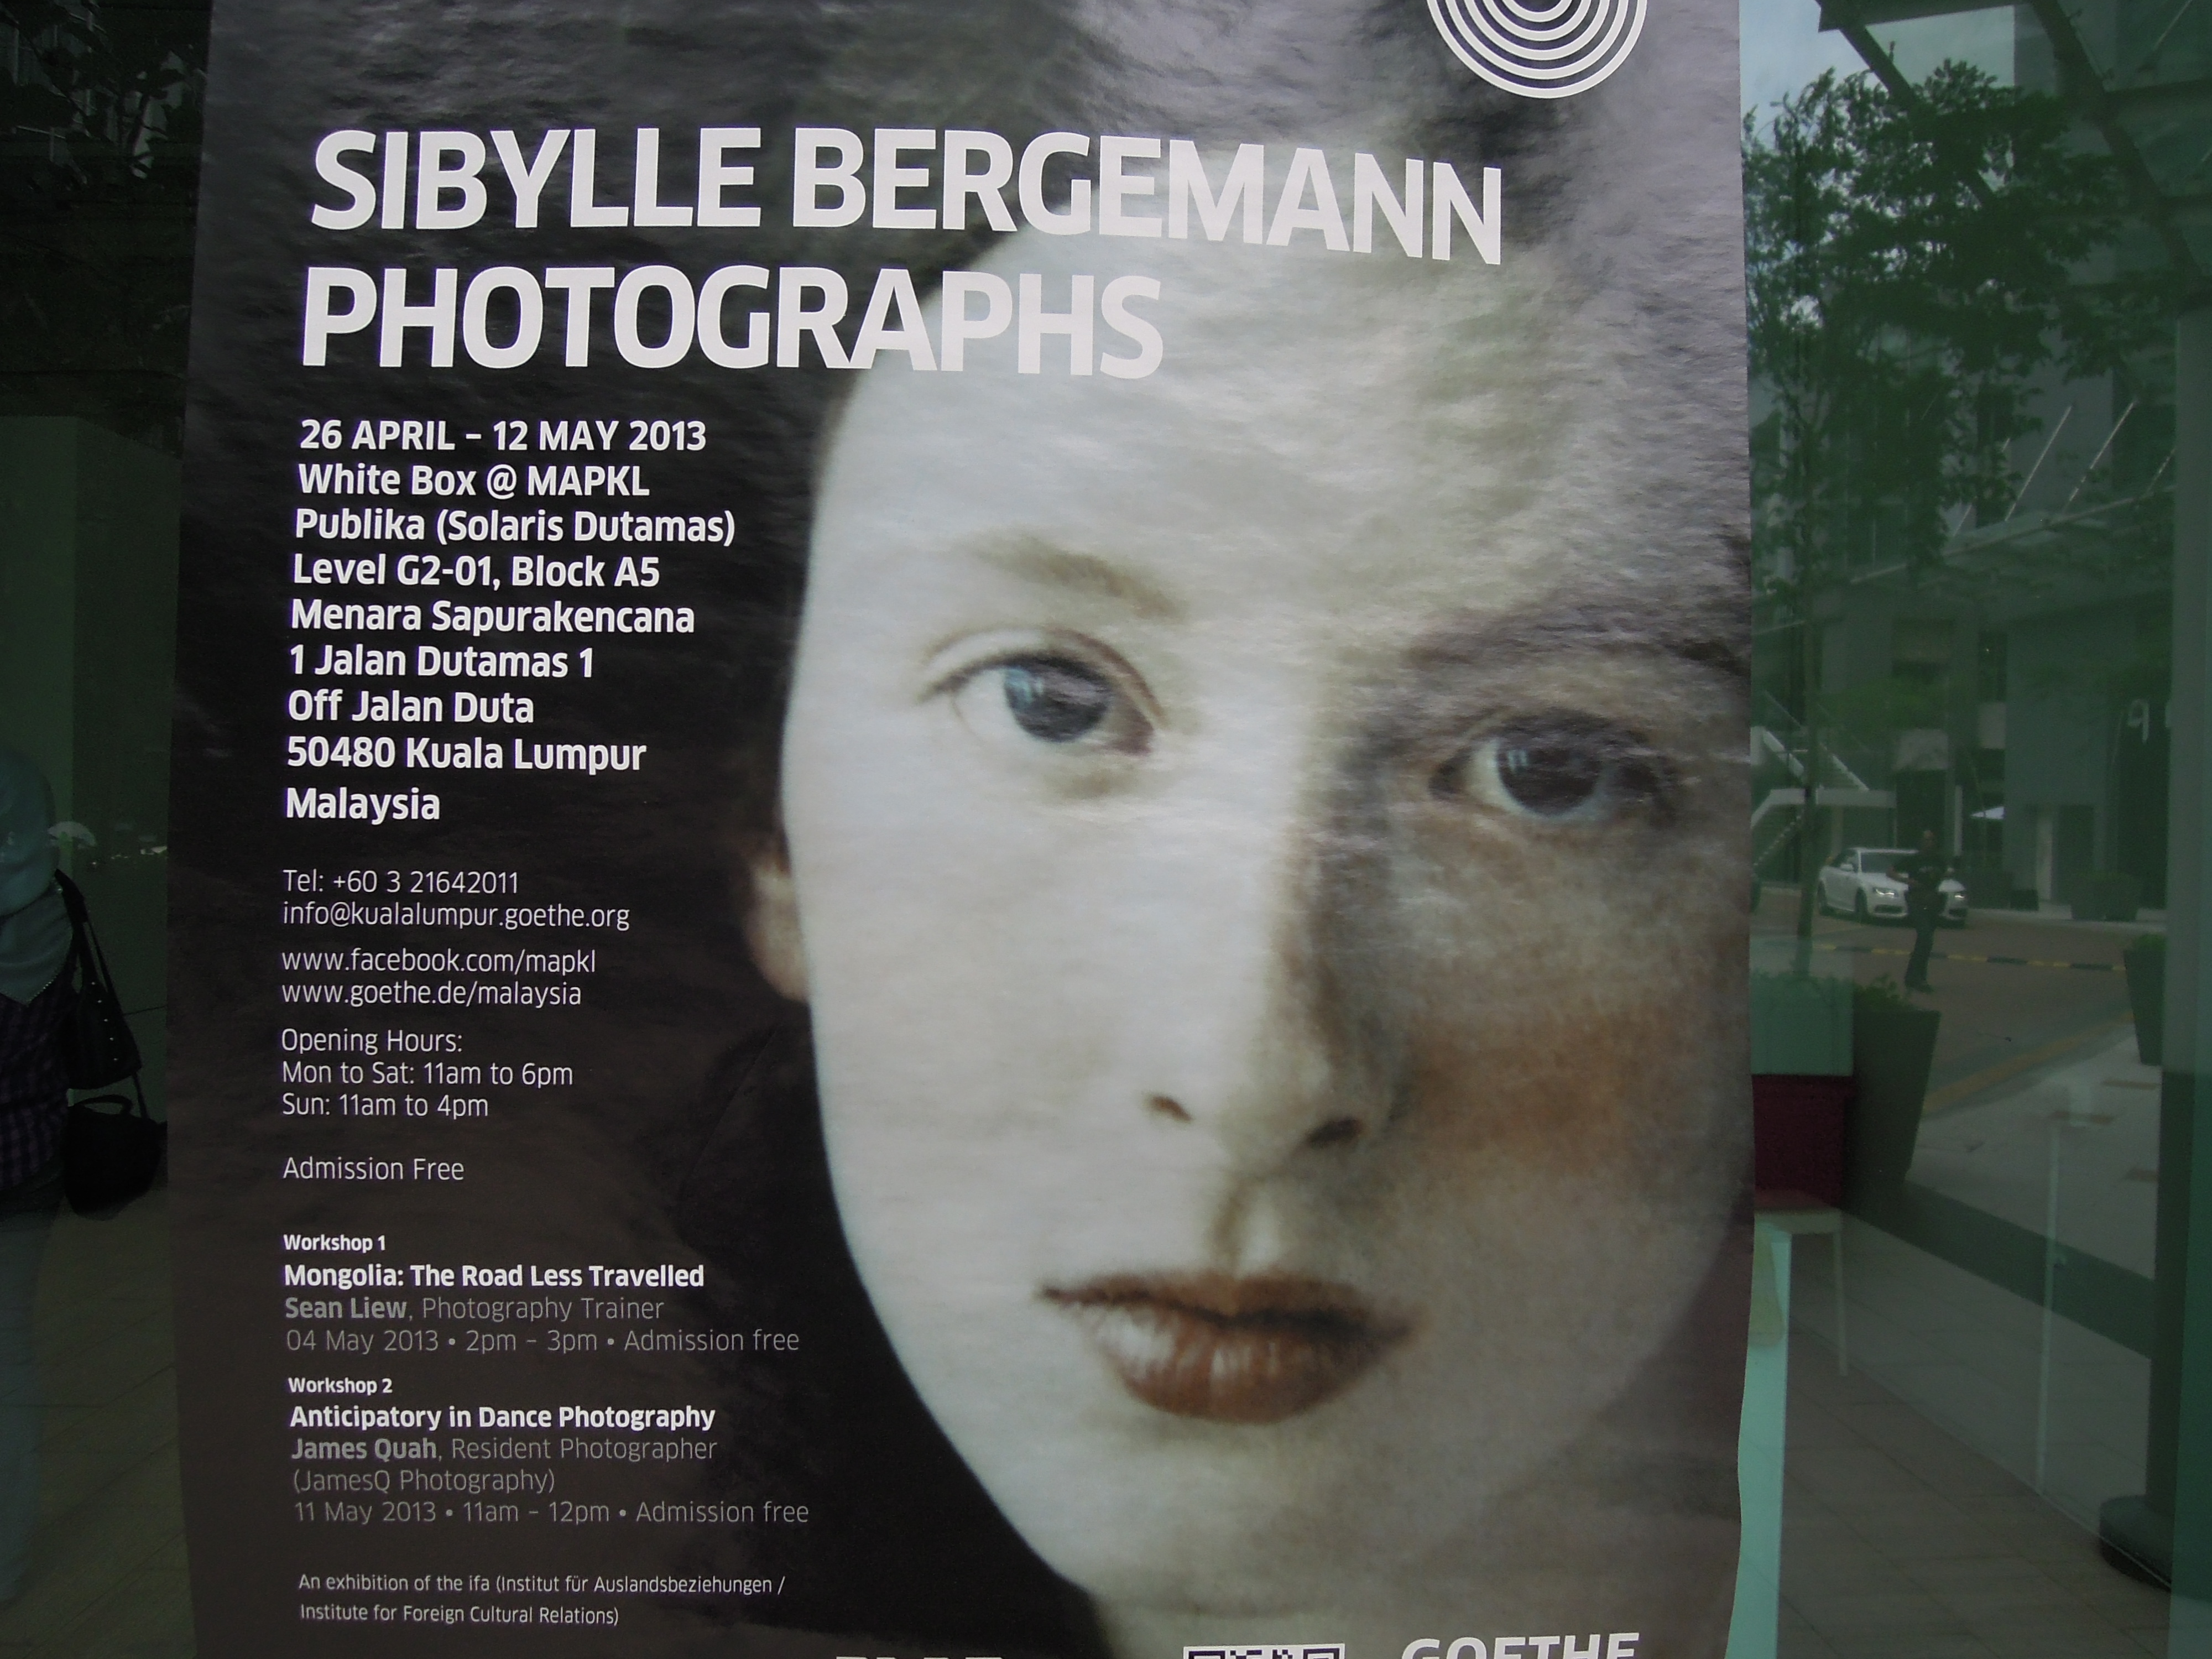 SIBYLLE BERGEMANN
PHOTOGRAPHS
26 APRIL – 12 MAY 2013
White Box @ MAPKL
Publika (Solaris Dutamas)
Level G2-01, Block A5
Menara Sapurakencana
1 Jalan Dutamas 1
Off Jalan Duta
50480 Kuala Lumpur
Malaysia
Tel: +60 3 21642011
info@kualalumpur.goethe.org
www.facebook.com/mapkl
www.goethe.de/malaysia
Opening Hours:
Mon to Sat: 11am to 6pm
Sun: 11am to 4pm
Admission Free
Workshop 1
Mongolia: The Road Less Travelled
Sean Liew, Photography Trainer
04 May 2013 • 2pm – 3pm • Admission free
Workshop 2
Anticipatory in Dance Photography
James Quah, Resident Photographer
(JamesQ Photography)
11 May 2013 • 11am – 12pm • Admission free
An exhibition of the ifa (Institut für Auslandsbeziehungen /
Institute for Foreign Cultural Relations)
GOETHE